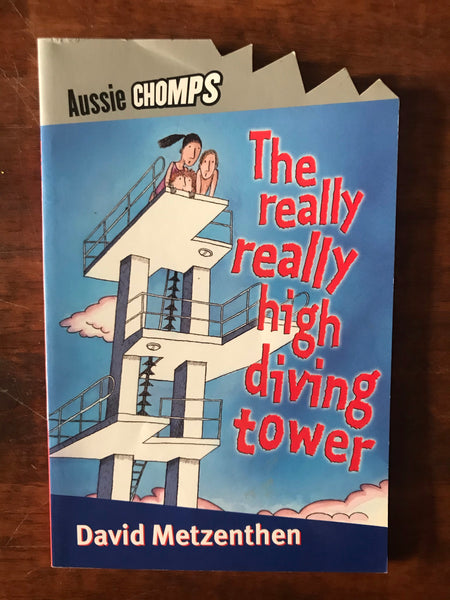 Aussie CHOMPS
The
really
really
high
diving
tower
David Metzenthen